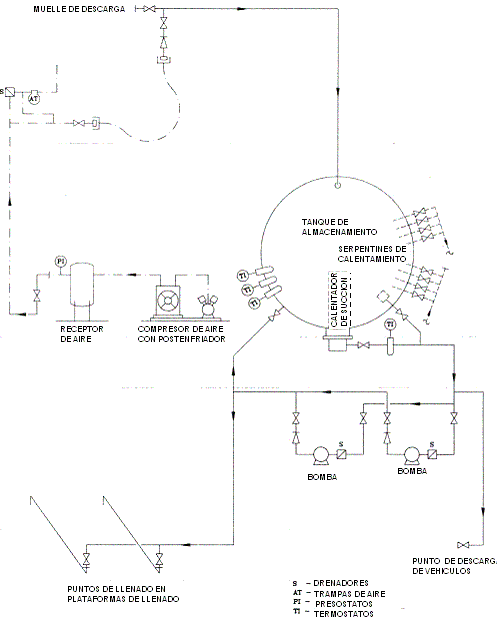 MUELLE DE DESCARGA
S
AT
TANQUE DE
ALMACENAMIENTO
SERPENTINES DE
CALENTAMIENTO
PI
TI
TI
TI
CALENTADOR
DE SUCCION
TI
RECEPTOR
DE AIRE
COMPRESOR DE AIRE
CON POSTENFRIADOR
S
S
BOMBA
BOMBA
PUNTO DE DESCARGA
DE VEHICULOS
PUNTOS DE LLENADO EN
PLATAFORMAS DE LLENADO
S – DRENADORES
AT – TRAMPAS DE AIRE
PI – PRESOSTATOS
TI – TERMOSTATOS